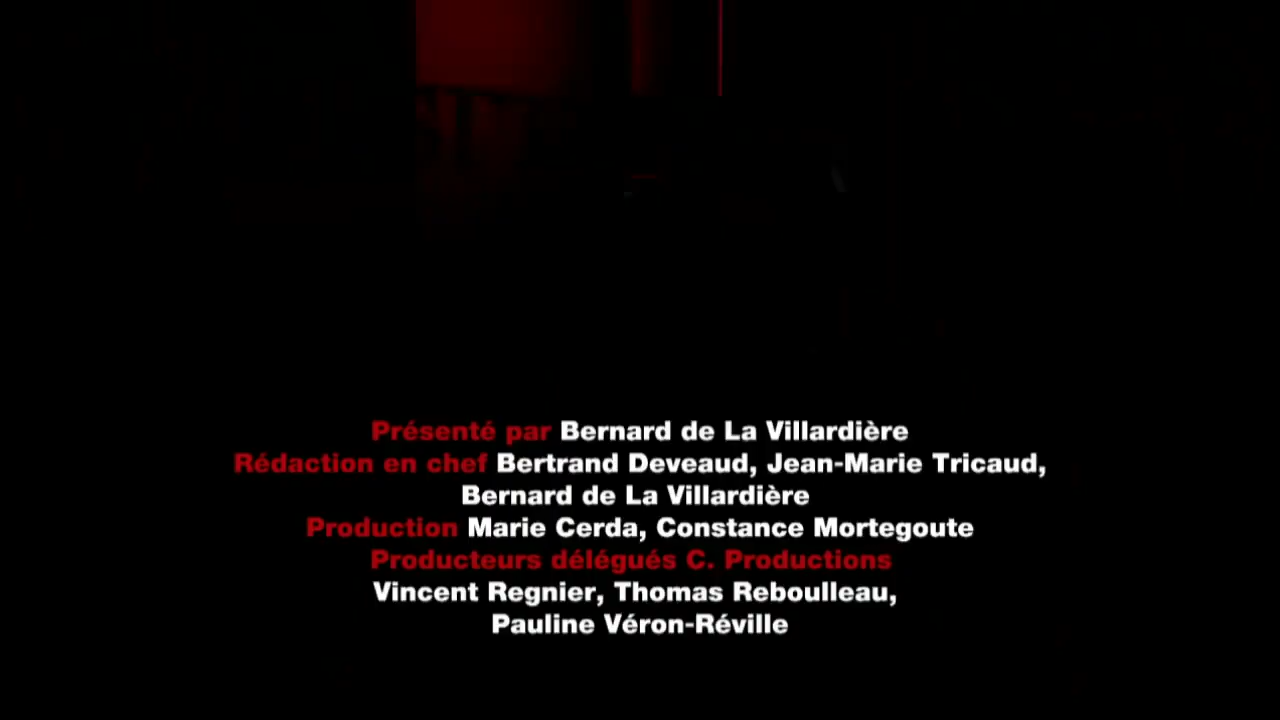 Présenté par Bernard de La Villardière
Rédaction en chef Bertrand Deveaud, Jean-Marie Tricaud,
Bernard de La Villardière
Production Marie Cerda, Constance Mortegoute
Producteurs délégués C. Productions
Vincent Regnier, Thomas Reboulleau,
Pauline Véron-Réville